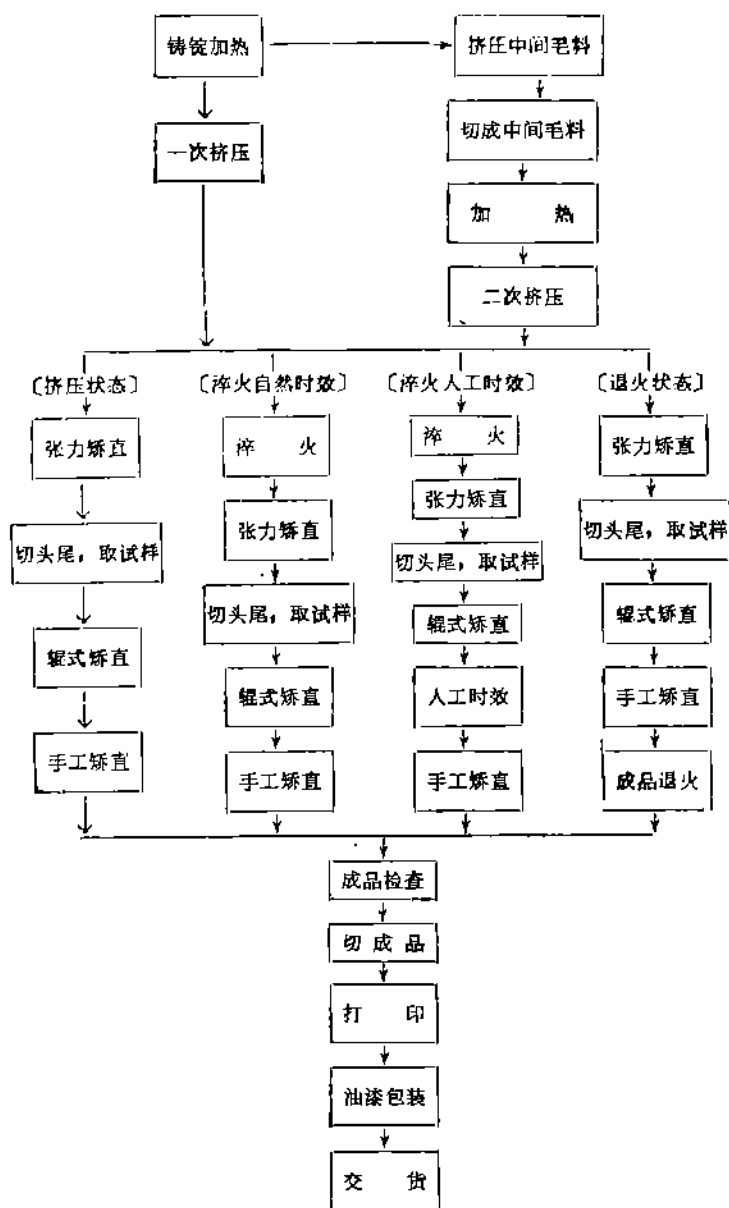 铸锭加热
挤压中间毛料
一次挤压
切成中间毛料
加 热
二次挤压
〔挤压状态〕
〔淬火自然时效〕
〔淬火人工时效〕
〔退火状态〕
张力矫直
切头尾，取试样
辊式矫直
手工矫直
淬 火
张力矫直
切头尾，取试样
辊式矫直
手工矫直
淬 火
张力矫直
切头尾，取试样
辊式矫直
人工时效
手工矫直
张力矫直
切头尾，取试样
辊式矫直
手工矫直
成品退火
成品检查
切 成 品
打 印
油漆包装
交 货